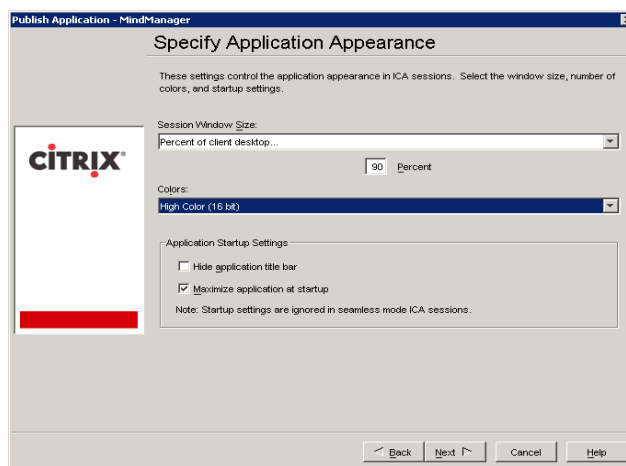 Publish Application - MindManager
Specify Application Appearance
These settings control the application appearance in ICA sessions. Select the window size, number of
colors, and startup settings.
Session Window Size:
Percent of client desktop...
90 Percent
CITRIX®
Colors:
High Color (16 bit)
Application Startup Settings
Hide application title bar
Maximize application at startup
Note: Startup settings are ignored in seamless mode ICA sessions.
Back Next Cancel Help